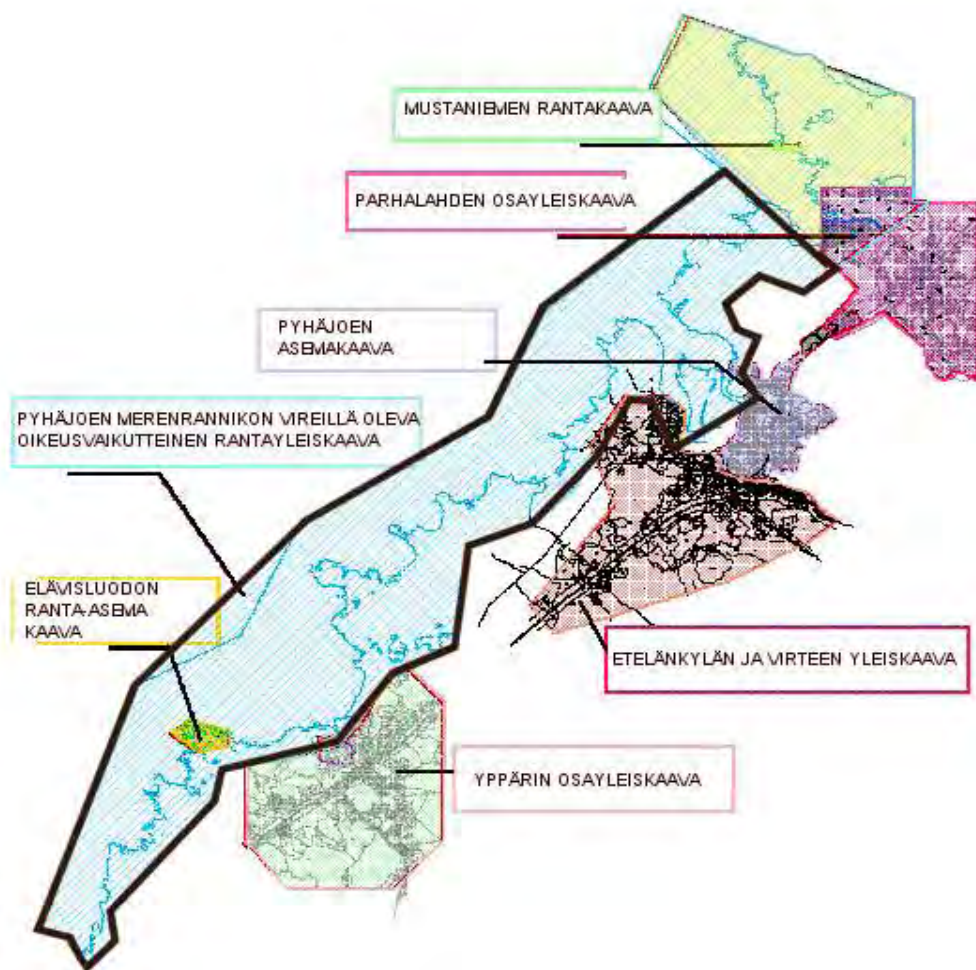 MUSTANIEMEN RANTAKAAVA
PARHALAHDEN OSAYLEISKAAVA
PYHÄJOEN
ASEMAKAAVA
PYHÄJOEN MERENRANNIKON VIREILLÄ OLEVA
OIKEUSVAIKUTTEINEN RANTAYLEISKAAVA
ELÄVISLUODON
RANTA-ASEMA
KAAVA
ETELÄNKYLÄN JA VIRTEEN YLEISKAAVA
YPPÄRIN OSAYLEISKAAVA